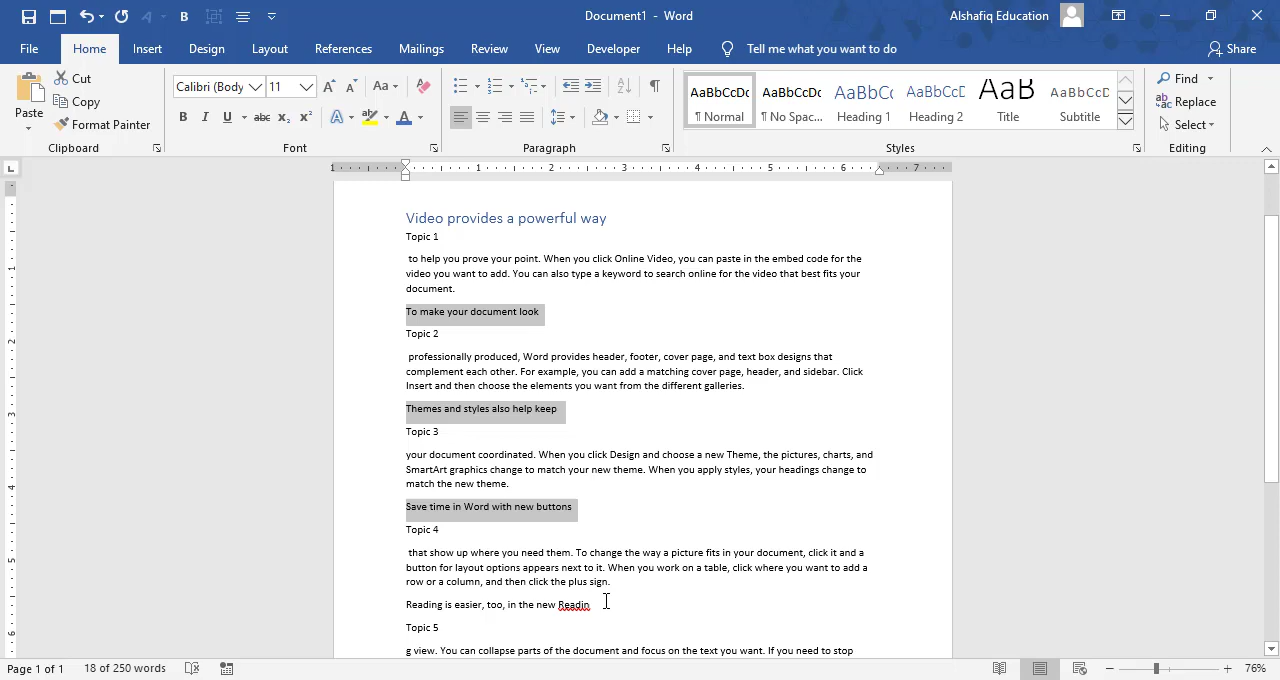 Document1 - Word
Alshafiq Education
File Home Insert Design Layout References Mailings Review View Developer Help Tell me what you want to do Share
Paste
Cut
Copy
Format Painter
Clipboard
Calibri (Body 11
Font
Paragraph
AaBbCcDc AaBbCcDc AaBbCc AaBbCcD AaB AaBbCcD
¶ Normal ¶ No Spac... Heading 1 Heading 2 Title Subtitle
Styles
Find
Replace
Select
Editing
1 1 2 3 4 5 6 7
Video provides a powerful way
Topic 1
to help you prove your point. When you click Online Video, you can paste in the embed code for the
video you want to add. You can also type a keyword to search online for the video that best fits your
document.
To make your document look
Topic 2
professionally produced, Word provides header, footer, cover page, and text box designs that
complement each other. For example, you can add a matching cover page, header, and sidebar. Click
Insert and then choose the elements you want from the different galleries.
Themes and styles also help keep
Topic 3
your document coordinated. When you click Design and choose a new Theme, the pictures, charts, and
SmartArt graphics change to match your new theme. When you apply styles, your headings change to
match the new theme.
Save time in Word with new buttons
Topic 4
that show up where you need them. To change the way a picture fits in your document, click it and a
button for layout options appears next to it. When you work on a table, click where you want to add a
row or a column, and then click the plus sign.
Reading is easier, too, in the new Readin
Topic 5
g view. You can collapse parts of the document and focus on the text you want. If you need to stop
Page 1 of 1 18 of 250 words 76%